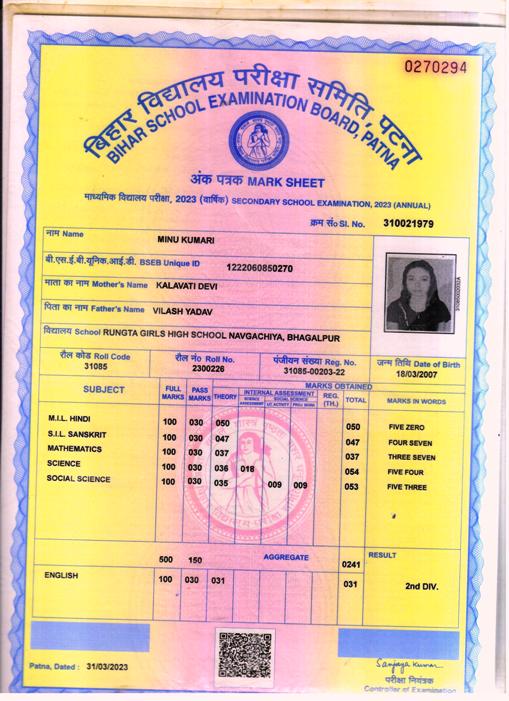 0270294
बिहार विद्यालय परीक्षा समिति, पटना
BIHAR SCHOOL EXAMINATION BOARD, PATNA
अंक पत्रक MARK SHEET
माध्यमिक विद्यालय परीक्षा, 2023 (वार्षिक) SECONDARY SCHOOL EXAMINATION, 2023 (ANNUAL)
क्रम सं० Sl. No. 310021979
नाम Name MINU KUMARI
बी.एस.ई.बी.यूनिक.आई.डी. BSEB Unique ID 1222060850270
माता का नाम Mother's Name KALAVATI DEVI
पिता का नाम Father's Name VILASH YADAV
विद्यालय School RUNGTA GIRLS HIGH SCHOOL NAVGACHIYA, BHAGALPUR
रौल कोड Roll Code रौल नं० Roll No. पंजीयन संख्या Reg. No. जन्म तिथि Date of Birth
31085 2300226 31085-00203-22 18/03/2007
SUBJECT FULL MARKS PASS MARKS MARKS OBTAINED
THEORY INTERNAL ASSESSMENT REG. (TH.) TOTAL MARKS IN WORDS
SCIENCE ASSESSMENT SOCIAL SCIENCE
LIT. ACTIVITY PROJ. WORK
M.I.L. HINDI 100 030 050 050 FIVE ZERO
S.I.L. SANSKRIT 100 030 047 047 FOUR SEVEN
MATHEMATICS 100 030 037 037 THREE SEVEN
SCIENCE 100 030 036 018 054 FIVE FOUR
SOCIAL SCIENCE 100 030 035 009 009 053 FIVE THREE
500 150 AGGREGATE 0241 RESULT
ENGLISH 100 030 031 031 2nd DIV.
Patna, Dated : 31/03/2023
Sanjaya Kumar
परीक्षा नियंत्रक
Controller of Examination